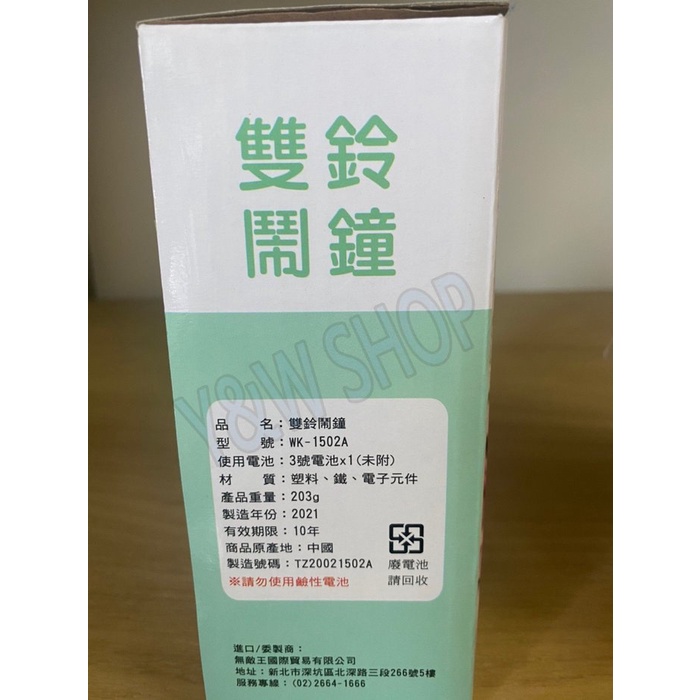 雙鈴
鬧鐘
Y&W SHOP
品 名：雙鈴鬧鐘
型 號：WK-1502A
使用電池：3號電池x1(未附)
材 質：塑料、鐵、電子元件
產品重量：203g
製造年份：2021
有效期限：10年
商品原產地：中國
製造號碼：TZ20021502A
※請勿使用鹼性電池
廢電池
請回收
進口/委製商：
無敵王國際貿易有限公司
地址：新北市深坑區北深路三段266號5樓
服務專線：(02)2664-1666